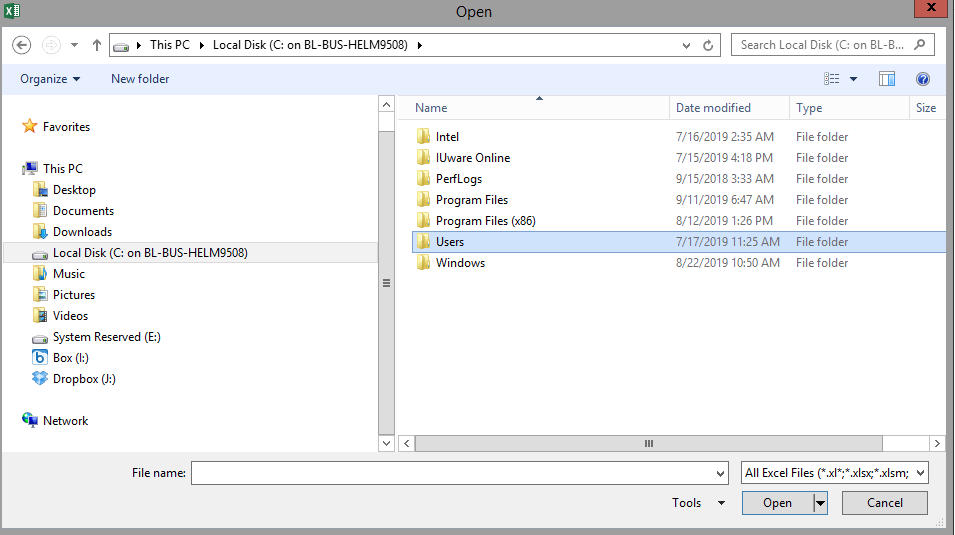 Open
This PC Local Disk (C: on BL-BUS-HELM9508)
Search Local Disk (C: on BL-B...
Organize New folder
Favorites
This PC
Desktop
Documents
Downloads
Local Disk (C: on BL-BUS-HELM9508)
Music
Pictures
Videos
System Reserved (E:)
Box (I:)
Dropbox (J:)
Network
Name Date modified Type Size
Intel 7/16/2019 2:35 AM File folder
IUware Online 7/15/2019 4:18 PM File folder
PerfLogs 9/15/2018 3:33 AM File folder
Program Files 9/11/2019 6:47 AM File folder
Program Files (x86) 8/12/2019 1:26 PM File folder
Users 7/17/2019 11:25 AM File folder
Windows 8/22/2019 10:50 AM File folder
File name: All Excel Files (*.xl*;*.xlsx;*.xlsm;
Tools Open Cancel